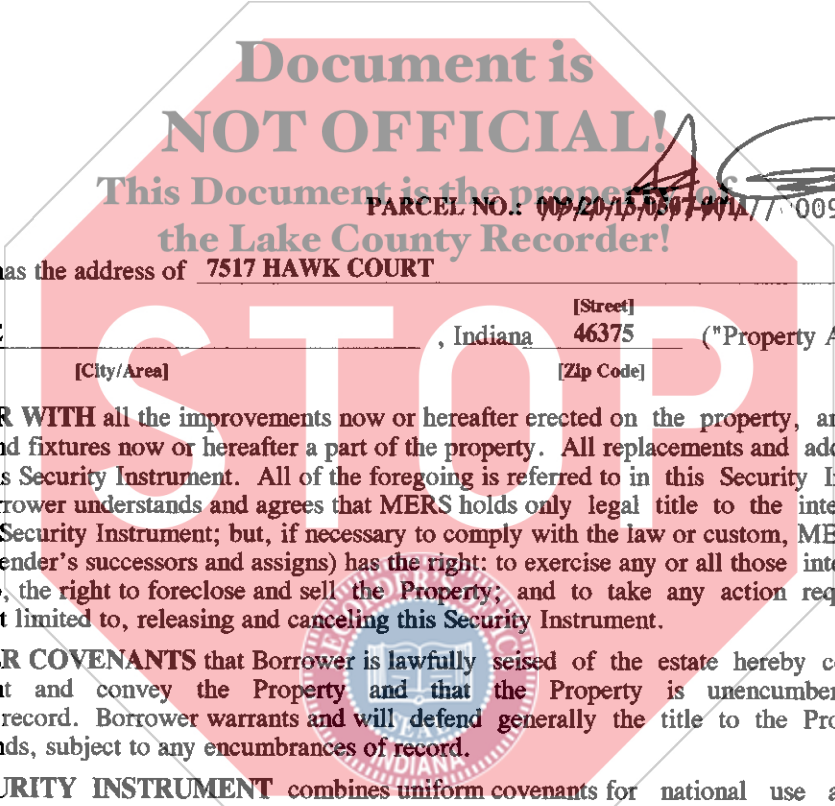 Document is
NOT OFFICIAL!
This Document is the property of
PARCEL NO.: 009
the Lake County Recorder!
has the address of 7517 HAWK COURT
[Street]
, Indiana 46375 ("Property A
[City/Area] [Zip Code]
STOP
R WITH all the improvements now or hereafter erected on the property, an
nd fixtures now or hereafter a part of the property. All replacements and add
s Security Instrument. All of the foregoing is referred to in this Security I
rrower understands and agrees that MERS holds only legal title to the inte
Security Instrument; but, if necessary to comply with the law or custom, ME
ender's successors and assigns) has the right: to exercise any or all those inte
, the right to foreclose and sell the Property; and to take any action req
t limited to, releasing and canceling this Security Instrument.
RECORDER'S OFFICE
ER COVENANTS that Borrower is lawfully seised of the estate hereby c
nt and convey the Property and that the Property is unencumber
record. Borrower warrants and will defend generally the title to the Pro
nds, subject to any encumbrances of record.
SEAL
INDIANA
URITY INSTRUMENT combines uniform covenants for national use a